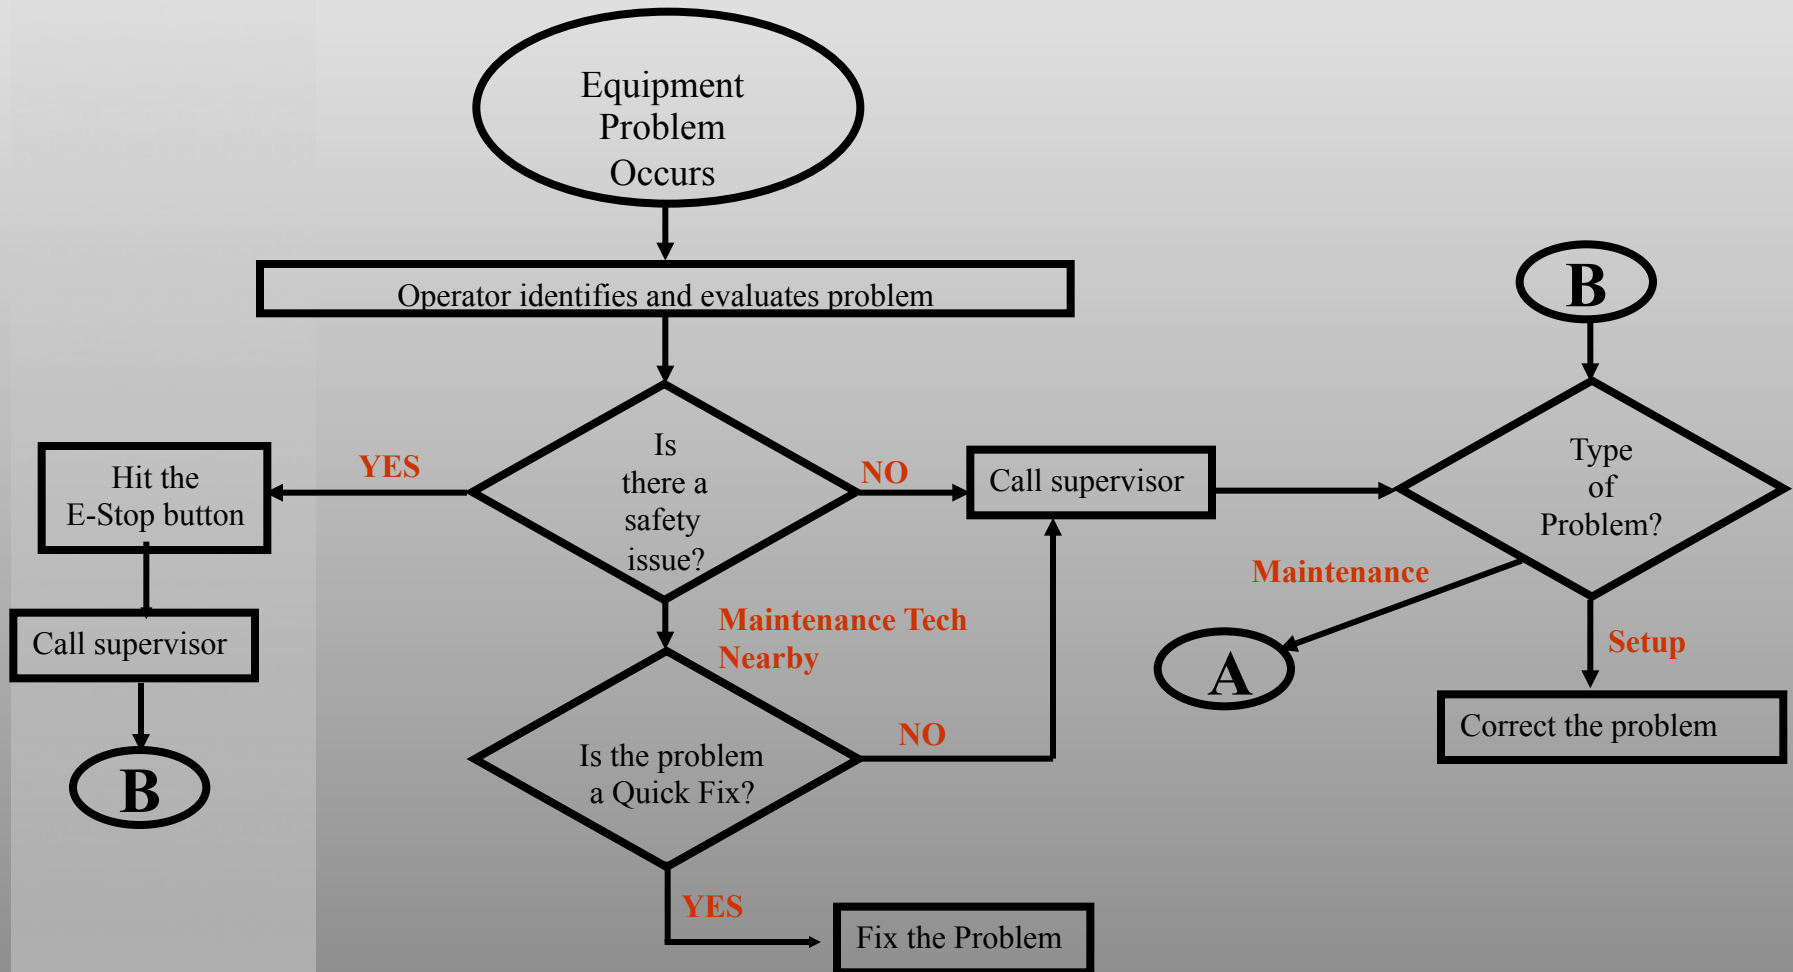 Equipment
Problem
Occurs
Operator identifies and evaluates problem
B
Is
there a
safety
issue?
YES
NO
Hit the
E-Stop button
Call supervisor
Type
of
Problem?
Call supervisor
Maintenance Tech
Nearby
Maintenance
Setup
A
B
Is the problem
a Quick Fix?
NO
Correct the problem
YES
Fix the Problem